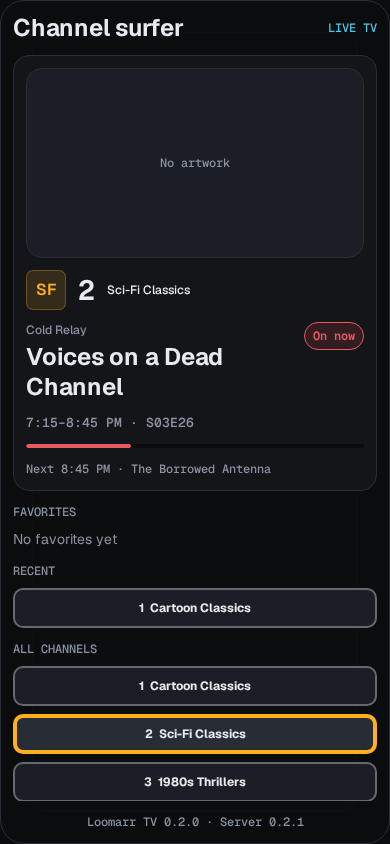 Channel surfer
LIVE TV
No artwork
SF
2
Sci-Fi Classics
Cold Relay
On now
Voices on a Dead
Channel
7:15–8:45 PM · S03E26
Next 8:45 PM · The Borrowed Antenna
FAVORITES
No favorites yet
RECENT
1 Cartoon Classics
ALL CHANNELS
1 Cartoon Classics
2 Sci-Fi Classics
3 1980s Thrillers
Loomarr TV 0.2.0 · Server 0.2.1